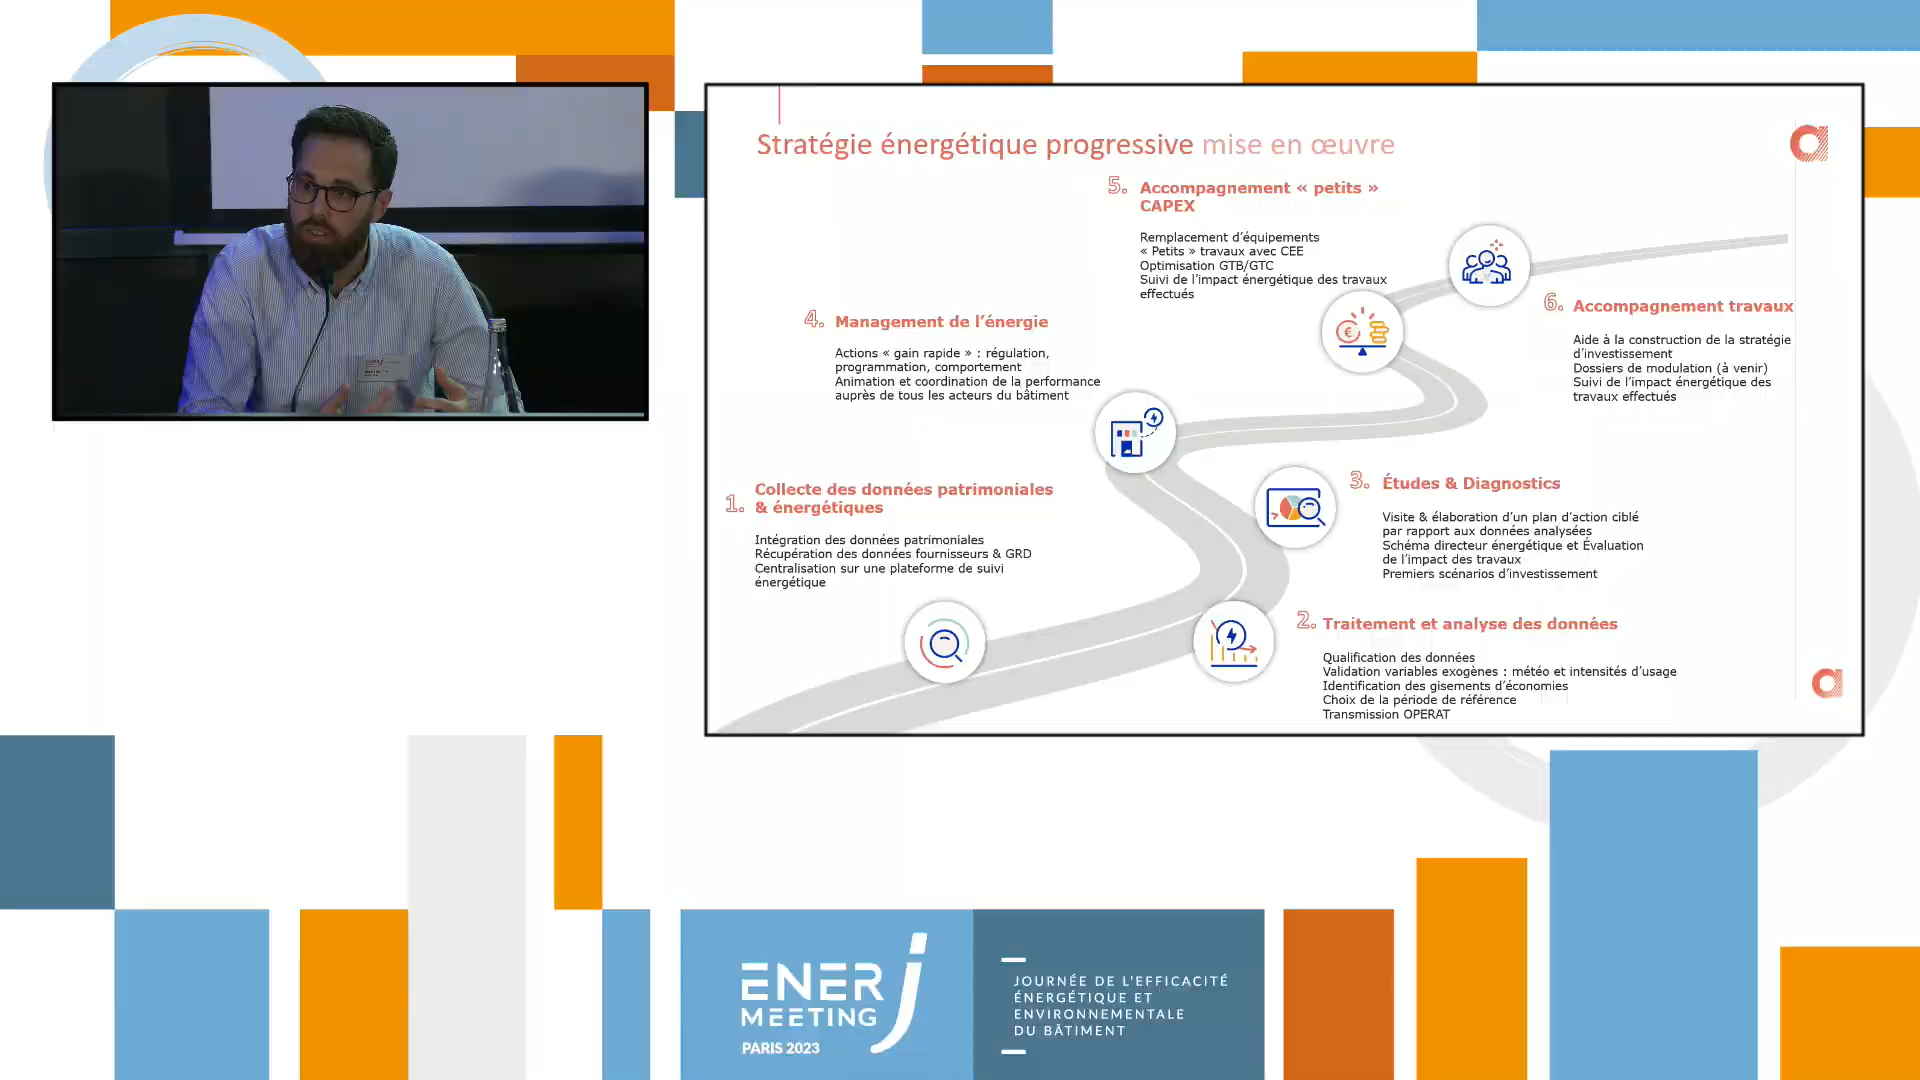 Stratégie énergétique progressive mise en œuvre
5. Accompagnement « petits »
CAPEX
Remplacement d’équipements
« Petits » travaux avec CEE
Optimisation GTB/GTC
Suivi de l’impact énergétique des travaux
effectués
6. Accompagnement travaux
Aide à la construction de la stratégie
d’investissement
Dossiers de modulation (à venir)
Suivi de l’impact énergétique des
travaux effectués
4. Management de l’énergie
Actions « gain rapide » : régulation,
programmation, comportement
Animation et coordination de la performance
auprès de tous les acteurs du bâtiment
1. Collecte des données patrimoniales
& énergétiques
Intégration des données patrimoniales
Récupération des données fournisseurs & GRD
Centralisation sur une plateforme de suivi
énergétique
3. Études & Diagnostics
Visite & élaboration d’un plan d’action ciblé
par rapport aux données analysées
Schéma directeur énergétique et Évaluation
de l’impact des travaux
Premiers scénarios d’investissement
2. Traitement et analyse des données
Qualification des données
Validation variables exogènes : météo et intensités d’usage
Identification des gisements d’économies
Choix de la période de référence
Transmission OPERAT
ENERJ
MEETING
PARIS 2023
JOURNÉE DE L'EFFICACITÉ
ÉNERGÉTIQUE ET
ENVIRONNEMENTALE
DU BÂTIMENT